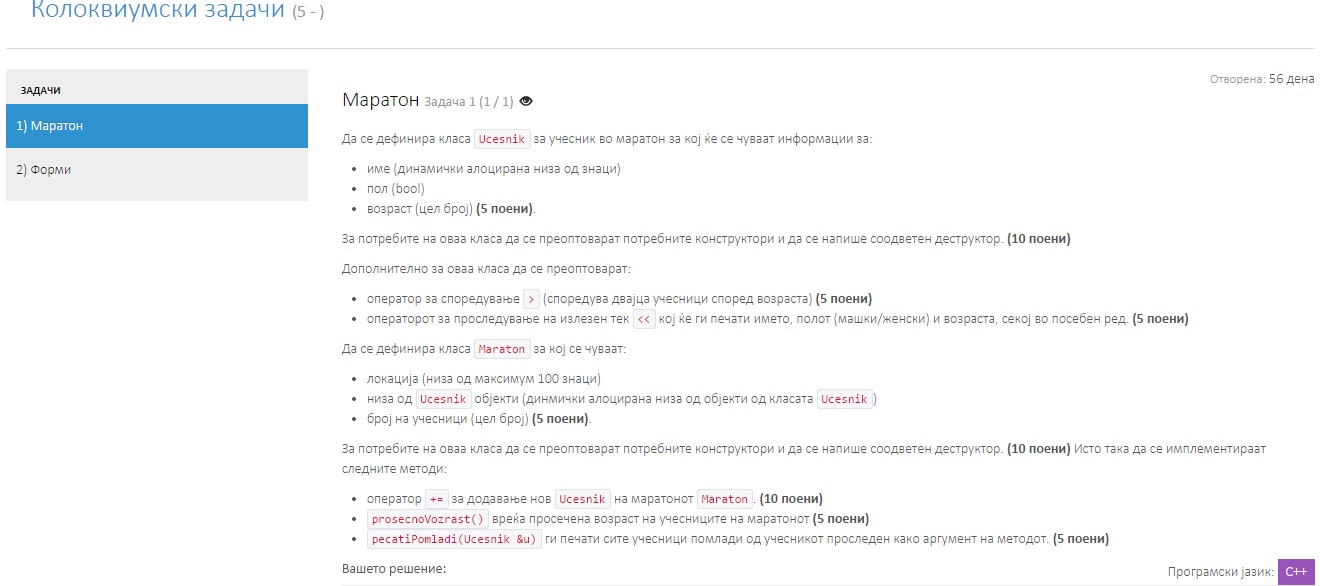 Колоквиумски задачи (5 - )
Отворена: 56 дена
ЗАДАЧИ
1) Маратон
2) Форми
Маратон Задача 1 (1 / 1)
Да се дефинира класа Ucesnik за учесник во маратон за кој ќе се чуваат информации за:
име (динамички алоцирана низа од знаци)
пол (bool)
возраст (цел број) (5 поени).
За потребите на оваа класа да се преоптоварат потребните конструктори и да се напише соодветен деструктор. (10 поени)
Дополнително за оваа класа да се преоптоварат:
оператор за споредување > (споредува двајца учесници според возраста) (5 поени)
операторот за проследување на излезен тек << кој ќе ги печати името, полот (машки/женски) и возраста, секој во посебен ред. (5 поени)
Да се дефинира класа Maraton за кој се чуваат:
локација (низа од максимум 100 знаци)
низа од Ucesnik објекти (динмички алоцирана низа од објекти од класата Ucesnik)
број на учесници (цел број) (5 поени).
За потребите на оваа класа да се преоптоварат потребните конструктори и да се напише соодветен деструктор. (10 поени) Исто така да се имплементираат
следните методи:
оператор += за додавање нов Ucesnik на маратонот Maraton. (10 поени)
prosecnoVozrast() вреќа просечена возраст на учесниците на маратонот (5 поени)
pecatiPomladi(Ucesnik &u) ги печати сите учесници помлади од учесникот проследен како аргумент на методот. (5 поени)
Вашето решение:
Програмски јазик: C++